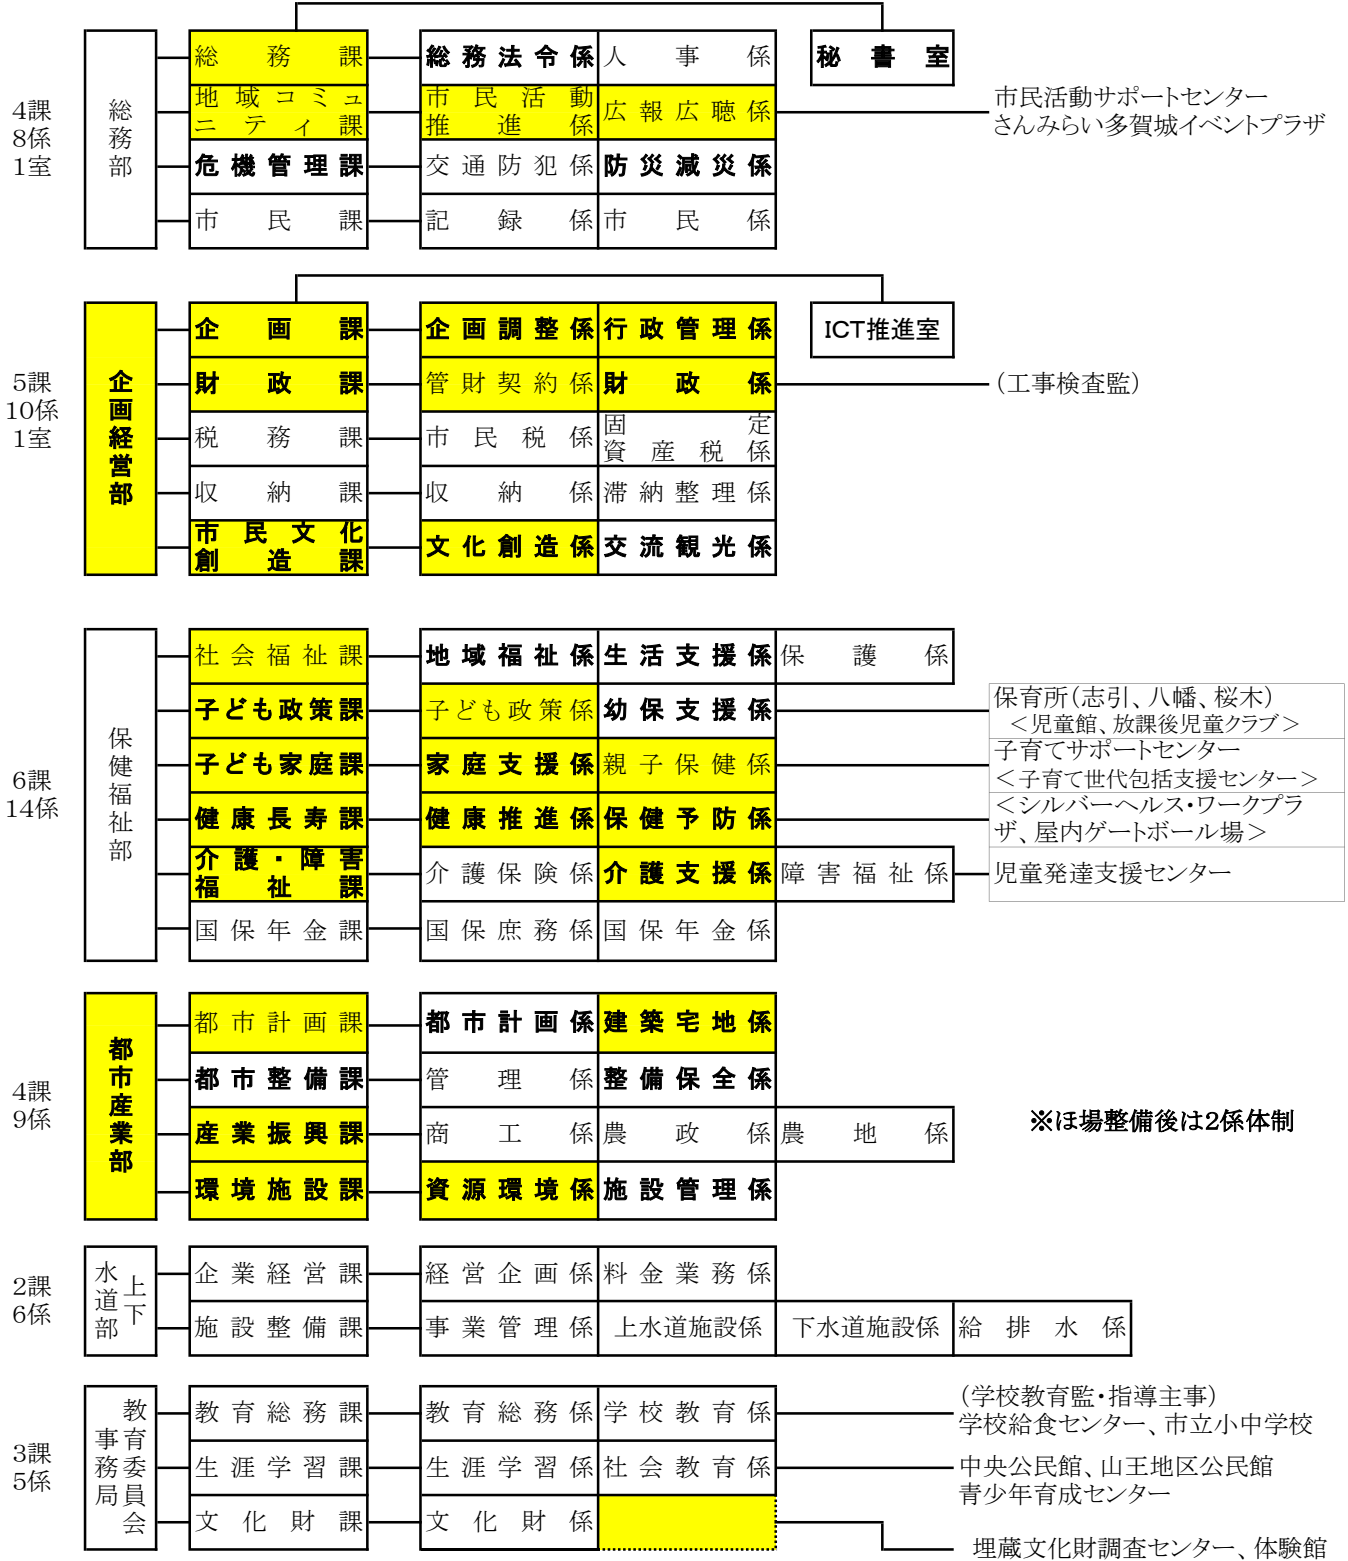 4課
8係
1室
総務部
総務課
総務法令係
人事係
秘書室
地域コミュ
ニティ課
市民活動
推進係
広報広聴係
市民活動サポートセンター
さんみらい多賀城イベントプラザ
危機管理課
交通防犯係
防災減災係
市民課
記録係
市民係
5課
10係
1室
企画経営部
企画課
企画調整係
行政管理係
ICT推進室
財政課
管財契約係
財政係
(工事検査監)
税務課
市民税係
固定
資産税係
収納課
収納係
滞納整理係
市民文化
創造課
文化創造係
交流観光係
6課
14係
保健福祉部
社会福祉課
地域福祉係
生活支援係
保護係
子ども政策課
子ども政策係
幼保支援係
保育所(志引、八幡、桜木)
<児童館、放課後児童クラブ>
子ども家庭課
家庭支援係
親子保健係
子育てサポートセンター
<子育て世代包括支援センター>
健康長寿課
健康推進係
保健予防係
<シルバーヘルス・ワークプラ
ザ、屋内ゲートボール場>
介護・障害
福祉課
介護保険係
介護支援係
障害福祉係
児童発達支援センター
国保年金課
国保庶務係
国保年金係
4課
9係
都市産業部
都市計画課
都市計画係
建築宅地係
都市整備課
管理係
整備保全係
産業振興課
商工係
農政係
農地係
※ほ場整備後は2係体制
環境施設課
資源環境係
施設管理係
2課
6係
上下
水道部
企業経営課
経営企画係
料金業務係
施設整備課
事業管理係
上水道施設係
下水道施設係
給排水係
3課
5係
教育委員会
事務局
教育総務課
教育総務係
学校教育係
(学校教育監・指導主事)
学校給食センター、市立小中学校
生涯学習課
生涯学習係
社会教育係
中央公民館、山王地区公民館
青少年育成センター
文化財課
文化財係
埋蔵文化財調査センター、体験館